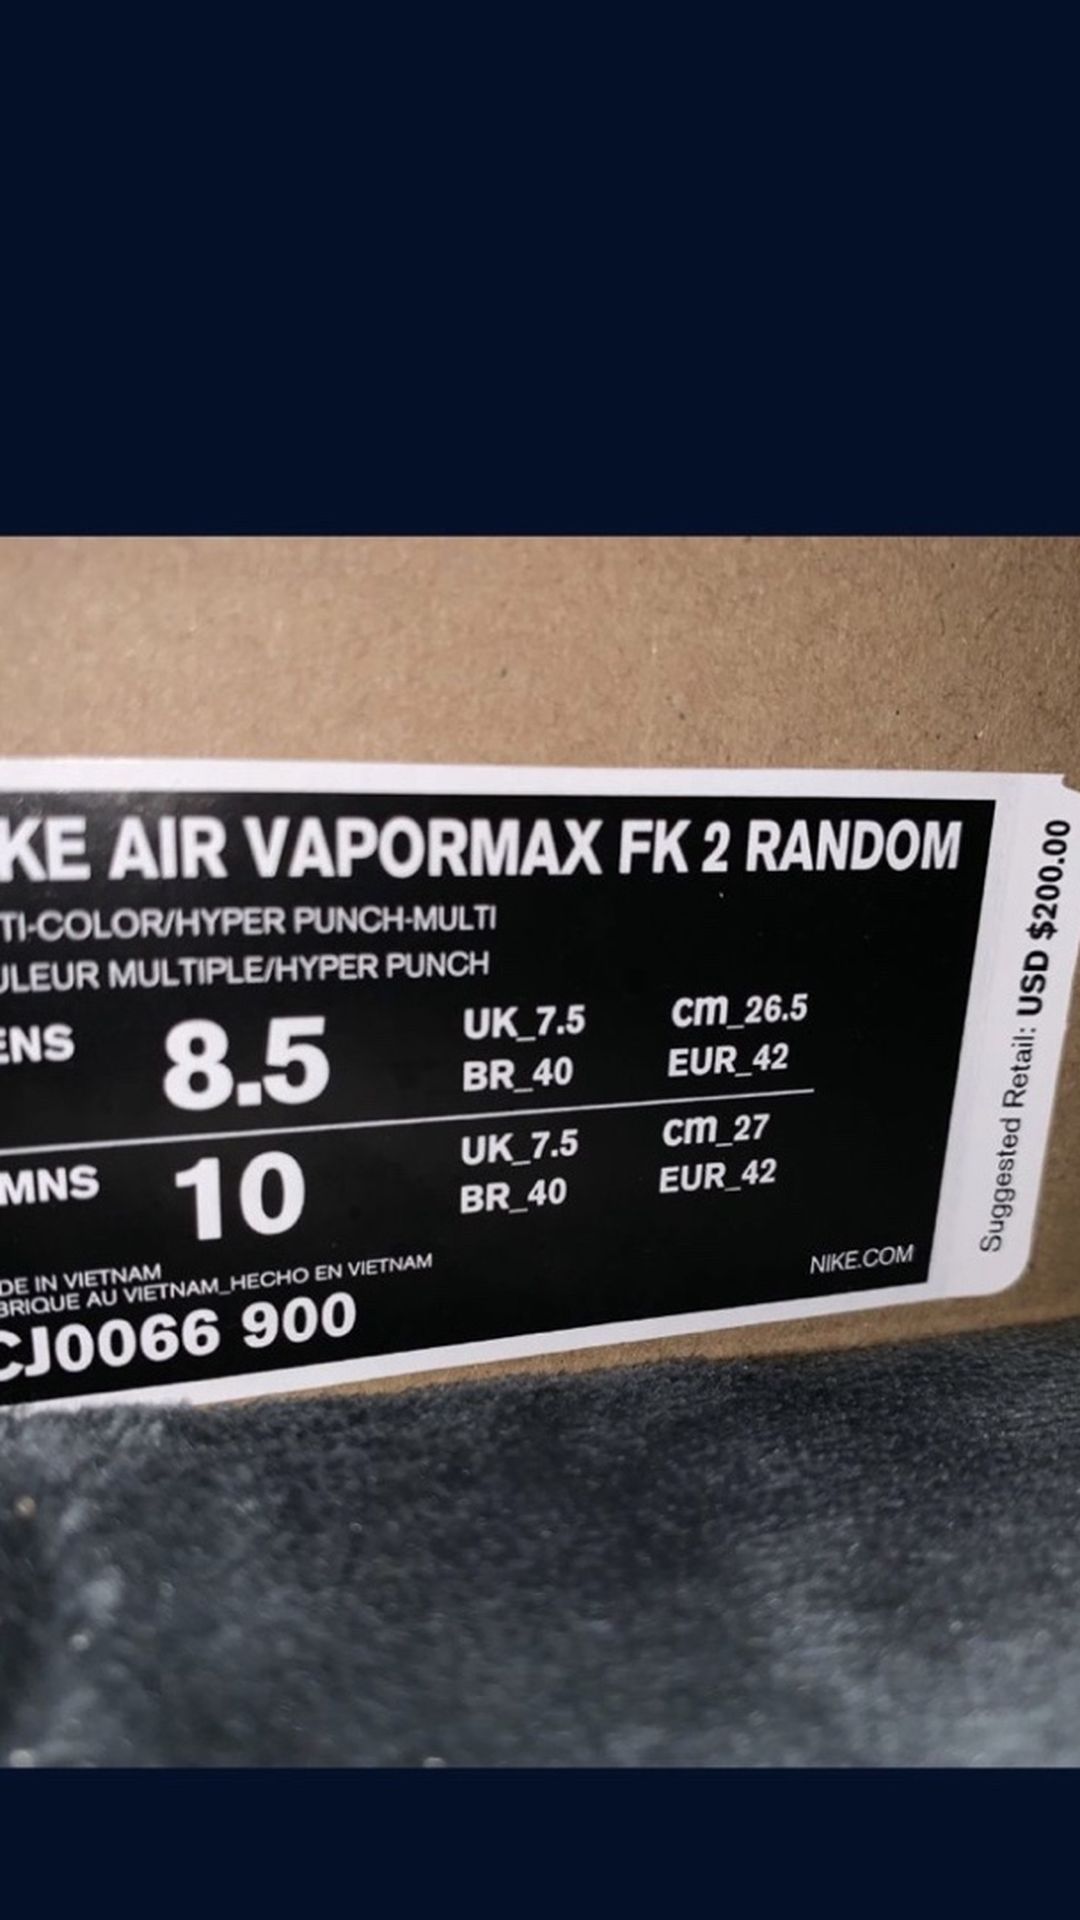 KE AIR VAPORMAX FK 2 RANDOM
TI-COLOR/HYPER PUNCH-MULTI
ULEUR MULTIPLE/HYPER PUNCH
ENS 8.5 UK_7.5 cm_26.5
BR_40 EUR_42
MNS 10 UK_7.5 cm_27
BR_40 EUR_42
DE IN VIETNAM
BRIQUE AU VIETNAM_HECHO EN VIETNAM
CJ0066 900
NIKE.COM
Suggested Retail: USD $200.00